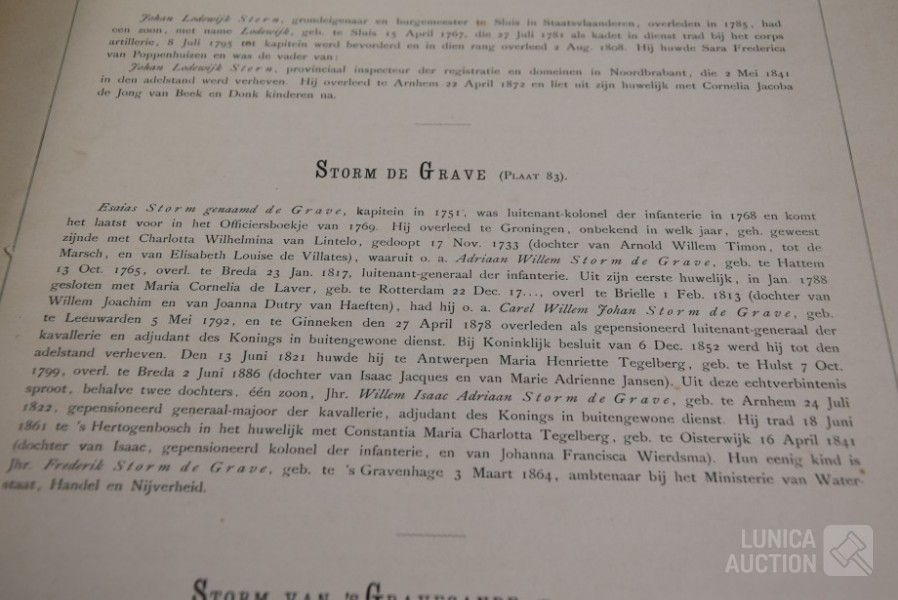 Johan Lodewijk Stern, grondeigenaar en burgemeester te Sluis in Staatsvlaanderen, overleden in 1785, had
een zoon, met name Lodewijk, geb. te Sluis 15 April 1767, die 27 Juli 1781 als kadet in dienst trad bij het corps
artillerie, 8 Juli 1795 tot kapitein werd bevorderd en in dien rang overleed 2 Aug. 1808. Hij huwde Sara Frederica
van Poppenhuizen en was de vader van:
Johan Lodewijk Stern, provinciaal inspecteur der registratie en domeinen in Noordbrabant, die 2 Mei 1841
in den adelstand werd verheven. Hij overleed te Arnhem 22 April 1872 en liet uit zijn huwelijk met Cornelia Jacoba
de Jong van Beek en Donk kinderen na.
STORM DE GRAVE (PLAAT 83).
Esaias Storm genaamd de Grave, kapitein in 1751, was luitenant-kolonel der infanterie in 1768 en komt
het laatst voor in het Officiersboekje van 1769. Hij overleed te Groningen, onbekend in welk jaar, geh. geweest
zijnde met Charlotta Wilhelmina van Lintelo, gedoopt 17 Nov. 1733 (dochter van Arnold Willem Timon, tot de
Marsch, en van Elisabeth Louise de Villates), waaruit o. a. Adriaan Willem Storm de Grave, geb. te Hattem
13 Oct. 1765, overl. te Breda 23 Jan. 1817, luitenant-generaal der infanterie. Uit zijn eerste huwelijk, in Jan. 1788
gesloten met Maria Cornelia de Laver, geb. te Rotterdam 22 Dec. 17..., overl te Brielle 1 Feb. 1813 (dochter van
Willem Joachim en van Joanna Dutry van Haeften), had hij o. a. Carel Willem Johan Storm de Grave, geb.
te Leeuwarden 5 Mei 1792, en te Ginneken den 27 April 1878 overleden als gepensioneerd luitenant-generaal der
kavallerie en adjudant des Konings in buitengewone dienst. Bij Koninklijk besluit van 6 Dec. 1852 werd hij tot den
adelstand verheven. Den 13 Juni 1821 huwde hij te Antwerpen Maria Henriette Tegelberg, geb. te Hulst 7 Oct.
1799, overl. te Breda 2 Juni 1886 (dochter van Isaac Jacques en van Marie Adrienne Jansen). Uit deze echtverbintenis
sproot, behalve twee dochters, één zoon, Jhr. Willem Isaac Adriaan Storm de Grave, geb. te Arnhem 24 Juli
1822, gepensioneerd generaal-majoor der kavallerie, adjudant des Konings in buitengewone dienst. Hij trad 18 Juni
1861 te 's Hertogenbosch in het huwelijk met Constantia Maria Charlotta Tegelberg, geb. te Oisterwijk 16 April 1841
(dochter van Isaac, gepensioneerd kolonel der infanterie, en van Johanna Francisca Wierdsma). Hun eenig kind is
Jhr. Frederik Storm de Grave, geb. te 's Gravenhage 3 Maart 1864, ambtenaar bij het Ministerie van Water-
staat, Handel en Nijverheid.
STORM VAN 'S GRAVESANDE
LUNICA
AUCTION